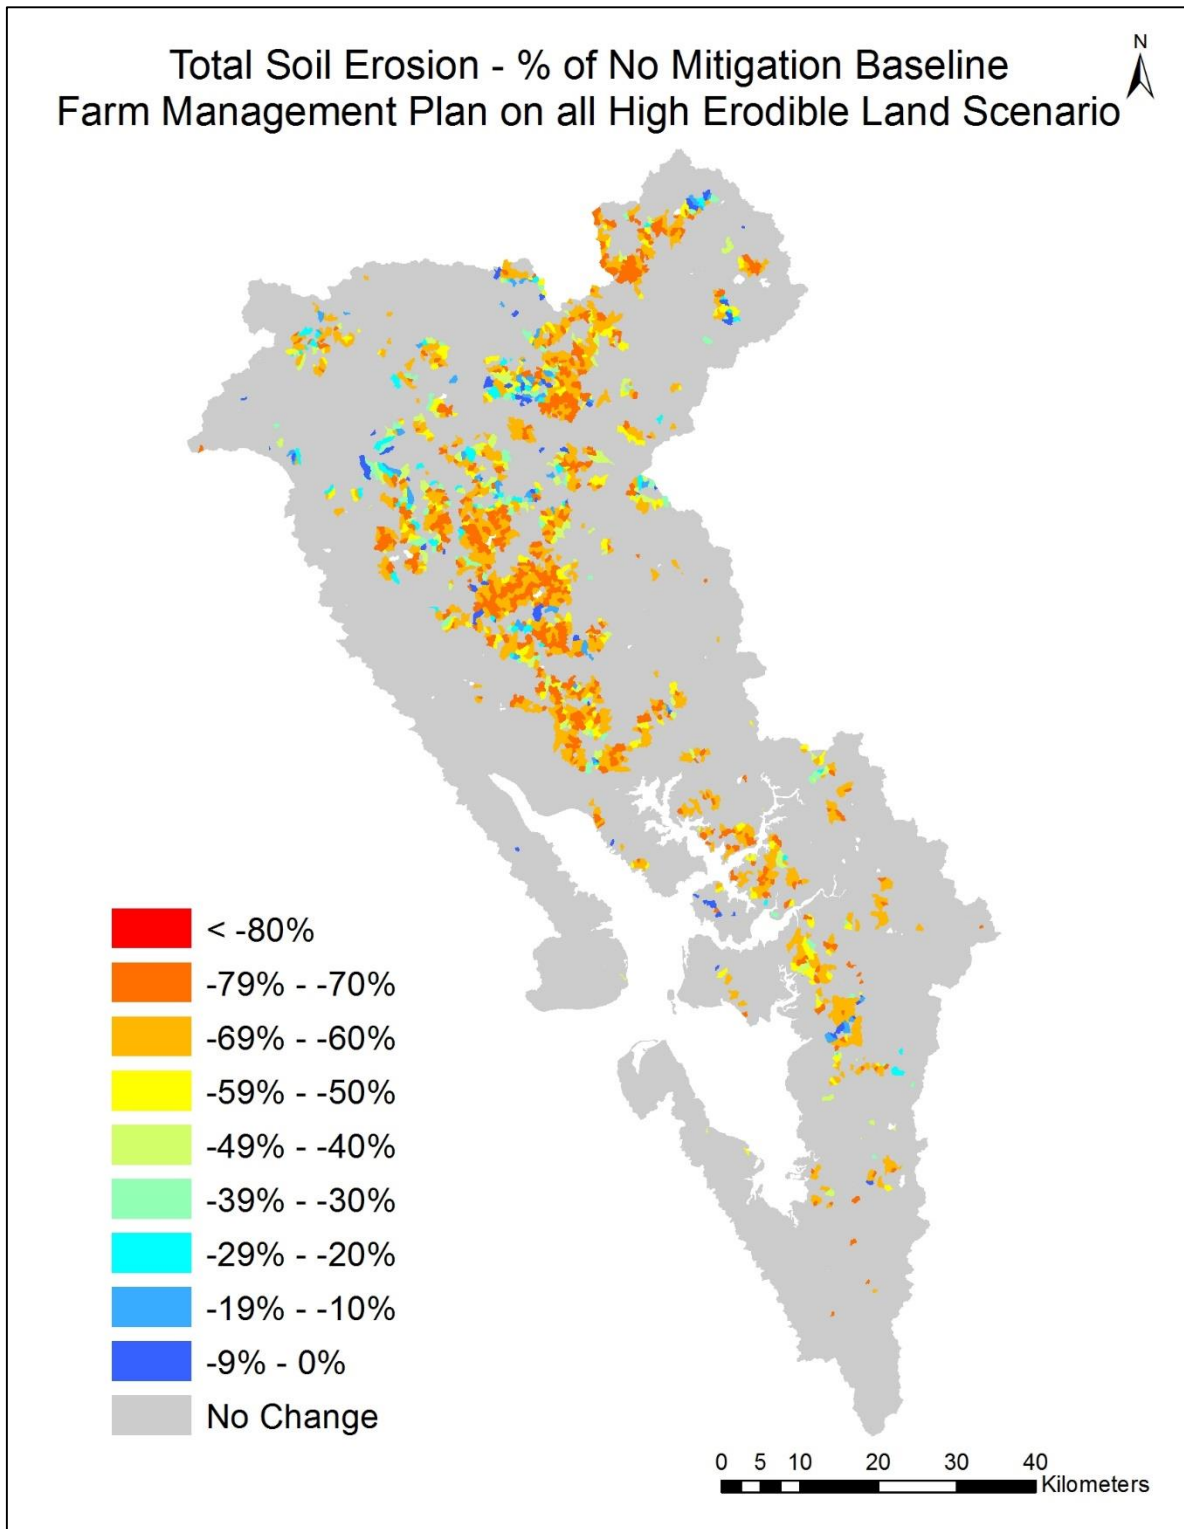 Total Soil Erosion - % of No Mitigation Baseline
Farm Management Plan on all High Erodible Land Scenario
N
< -80%
-79% - -70%
-69% - -60%
-59% - -50%
-49% - -40%
-39% - -30%
-29% - -20%
-19% - -10%
-9% - 0%
No Change
0 5 10 20 30 40
Kilometers